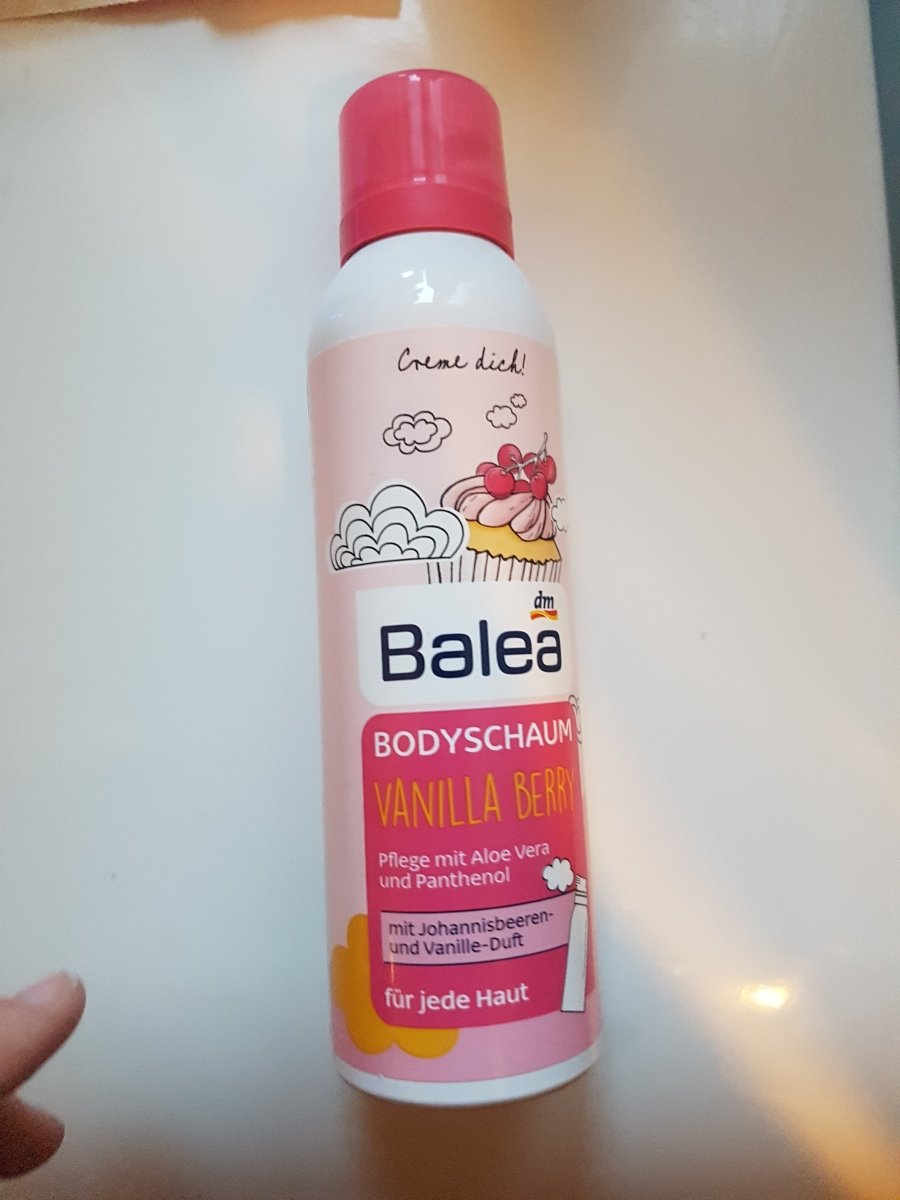 Creme dich!
dm
Balea
BODYSCHAUM
VANILLA BERRY
Pflege mit Aloe Vera
und Panthenol
mit Johannisbeeren-
und Vanille-Duft
für jede Haut